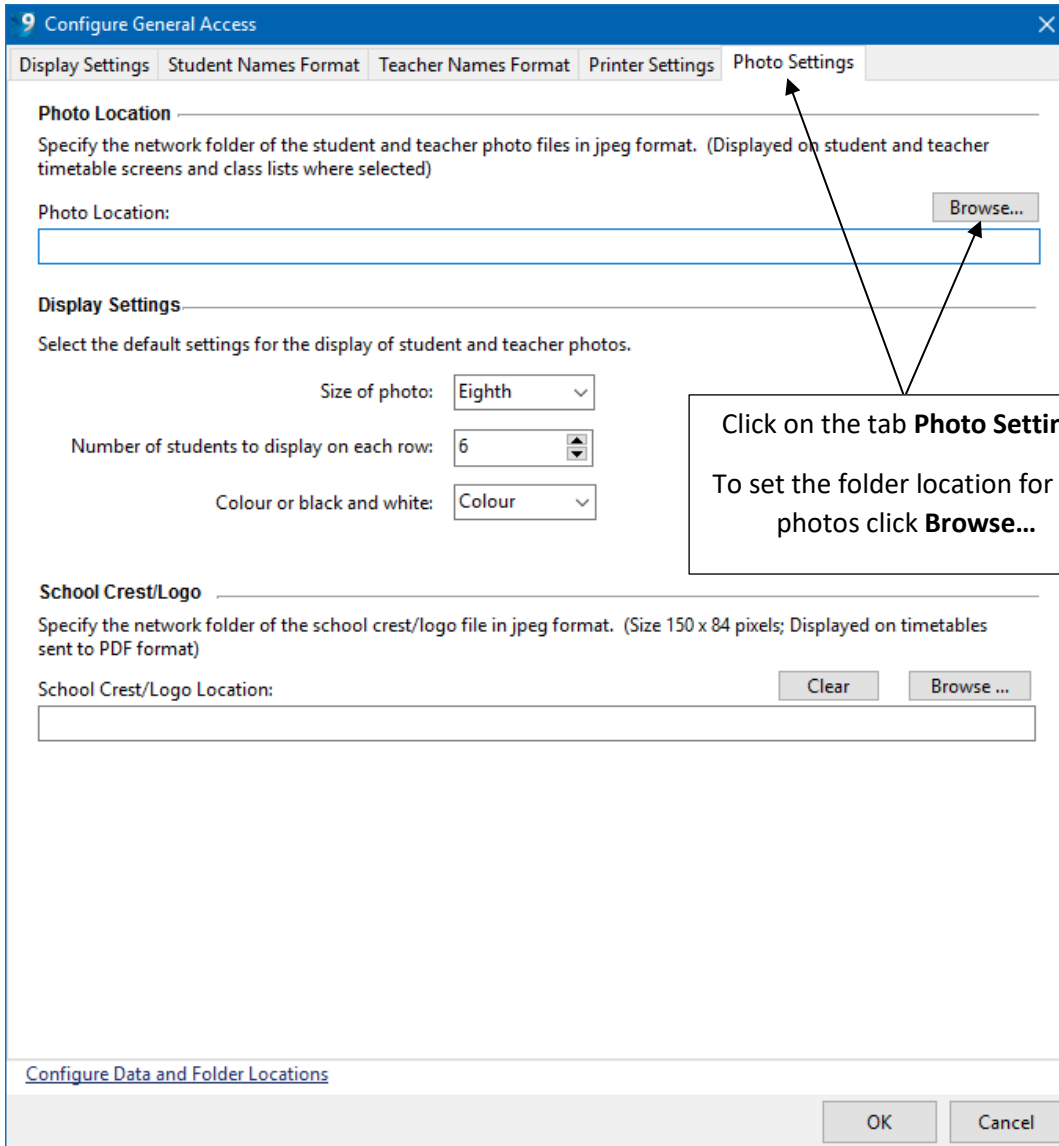 9 Configure General Access
Display Settings Student Names Format Teacher Names Format Printer Settings Photo Settings
Photo Location
Specify the network folder of the student and teacher photo files in jpeg format. (Displayed on student and teacher
timetable screens and class lists where selected)
Photo Location: Browse...
Display Settings
Select the default settings for the display of student and teacher photos.
Size of photo: Eighth
Number of students to display on each row: 6
Colour or black and white: Colour
Click on the tab Photo Settin
To set the folder location for
photos click Browse...
School Crest/Logo
Specify the network folder of the school crest/logo file in jpeg format. (Size 150 x 84 pixels; Displayed on timetables
sent to PDF format)
School Crest/Logo Location: Clear Browse ...
Configure Data and Folder Locations
OK Cancel